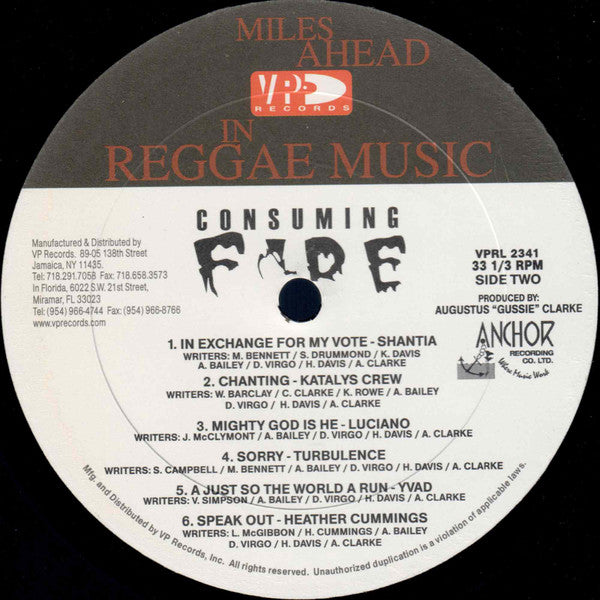 MILES
AHEAD
VP
RECORDS
IN
REGGAE MUSIC
CONSUMING
FIRE
Manufactured & Distributed by
VP Records. 89-05 138th Street
Jamaica, NY 11435.
Tel: 718.291.7058 Fax: 718.658.3573
In Florida, 6022 S.W. 21st Street,
Miramar, FL 33023
Tel: (954) 966-4744 Fax: (954) 966-8766
www.vprecords.com
VPRL 2341
33 1/3 RPM
SIDE TWO
PRODUCED BY:
AUGUSTUS "GUSSIE" CLARKE
ANCHOR
RECORDING
CO. LTD.
Where Music Work
1. IN EXCHANGE FOR MY VOTE - SHANTIA
WRITERS: M. BENNETT / S. DRUMMOND / K. DAVIS
A. BAILEY / D. VIRGO / H. DAVIS / A. CLARKE
2. CHANTING - KATALYS CREW
WRITERS: W. BARCLAY / C. CLARKE / K. ROWE / A. BAILEY
D. VIRGO / H. DAVIS / A. CLARKE
3. MIGHTY GOD IS HE - LUCIANO
WRITERS: J. McCLYMONT / A. BAILEY / D. VIRGO / H. DAVIS / A. CLARKE
4. SORRY - TURBULENCE
WRITERS: S. CAMPBELL / M. BENNETT / A. BAILEY / D. VIRGO / H. DAVIS / A. CLARKE
5. A JUST SO THE WORLD A RUN - YVAD
WRITERS: V. SIMPSON / A. BAILEY / D. VIRGO / H. DAVIS / A. CLARKE
6. SPEAK OUT - HEATHER CUMMINGS
WRITERS: L. McGIBBON / H. CUMMINGS / A. BAILEY
D. VIRGO / H. DAVIS / A. CLARKE
Mfg. and Distributed by VP Records, Inc. All rights reserved. Unauthorized duplication is a violation of applicable laws.